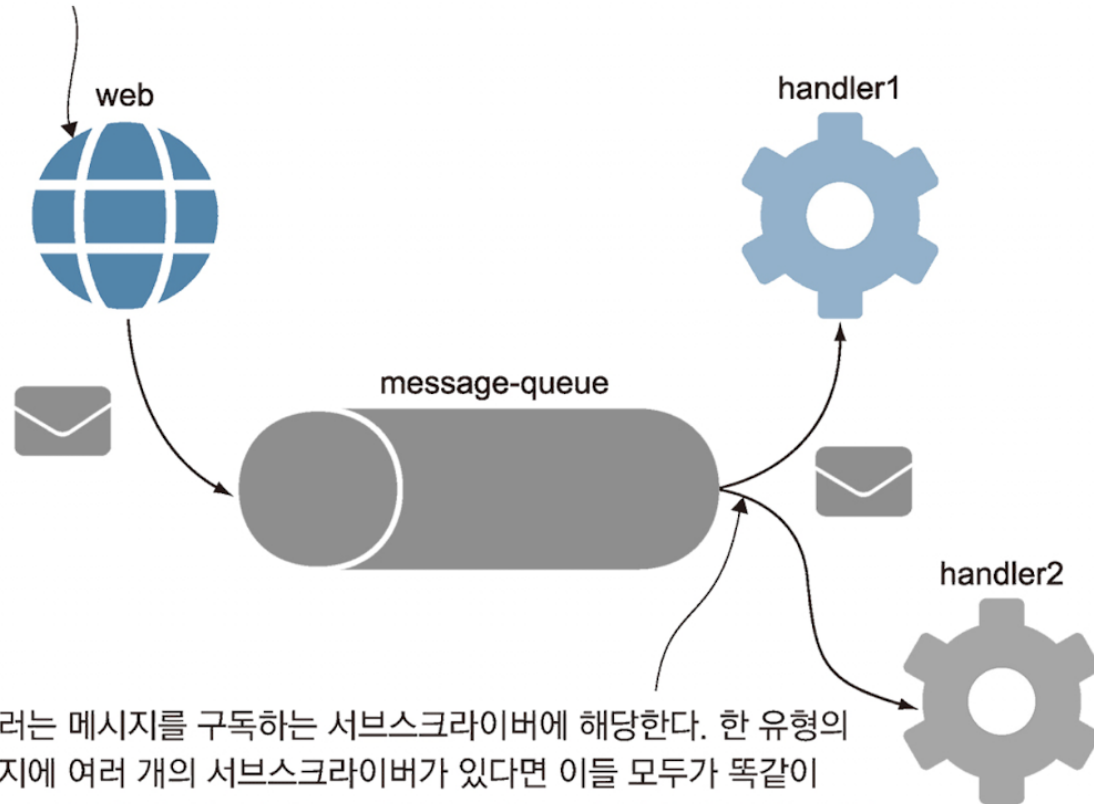 web
handler1
message-queue
handler2
러는 메시지를 구독하는 서브스크라이버에 해당한다. 한 유형의
지에 여러 개의 서브스크라이버가 있다면 이들 모두가 똑같이